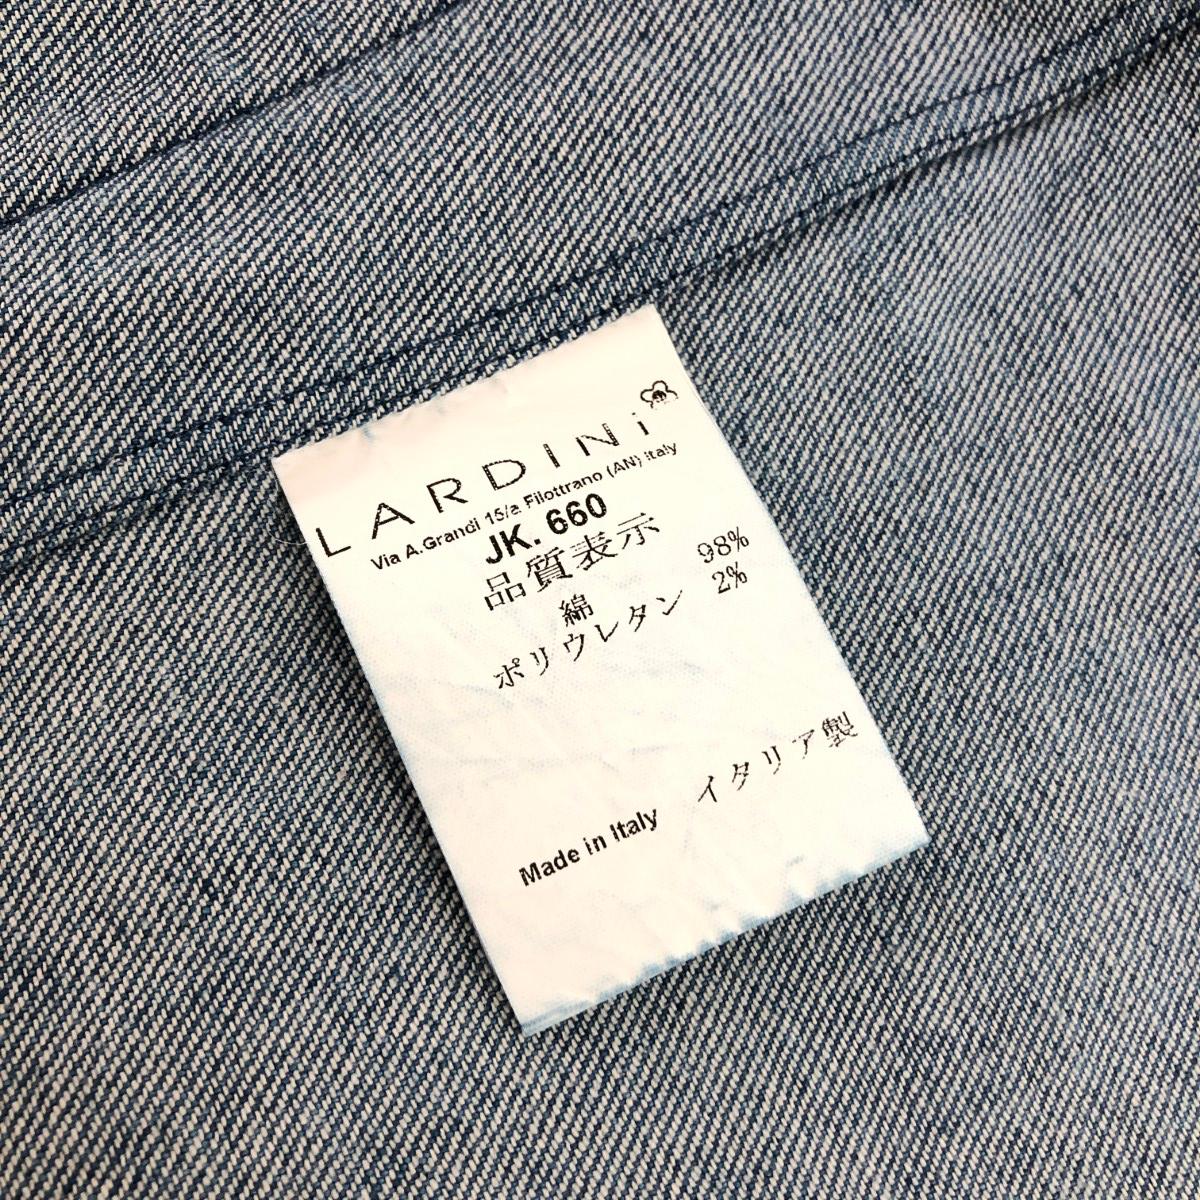 LARDINi
Via A.Grandi 15/a Filottrano (AN) Italy
JK. 660
品質表示
綿 98%
ポリウレタン 2%
Made in Italy イタリア製